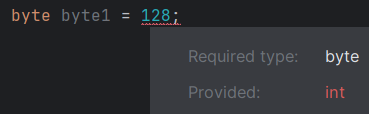 byte byte1 = 128;
Required type: byte
Provided: int